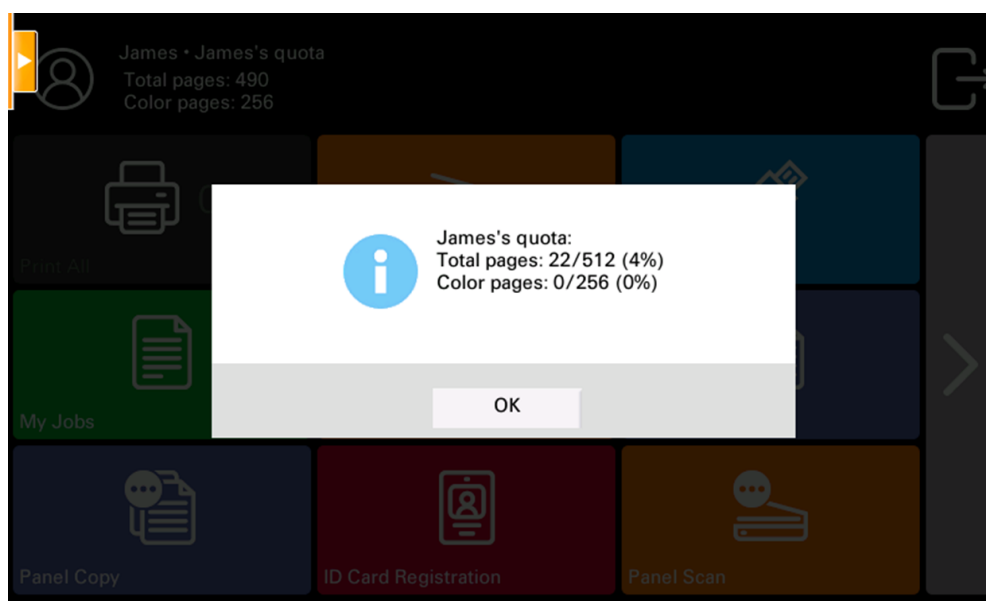 James • James's quota
Total pages: 490
Color pages: 256
Print All
James's quota:
Total pages: 22/512 (4%)
Color pages: 0/256 (0%)
OK
My Jobs
Panel Copy
ID Card Registration
Panel Scan